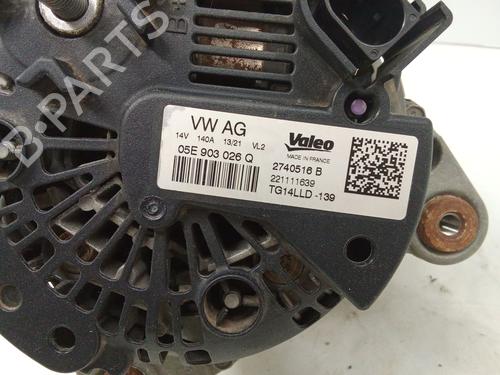 B+
B-PARTS
VW AG
14V 140A 13/21 VL2
05E 903 026 Q
Valeo
MADE IN FRANCE
2740516 B
221111639
TG14LLD -139